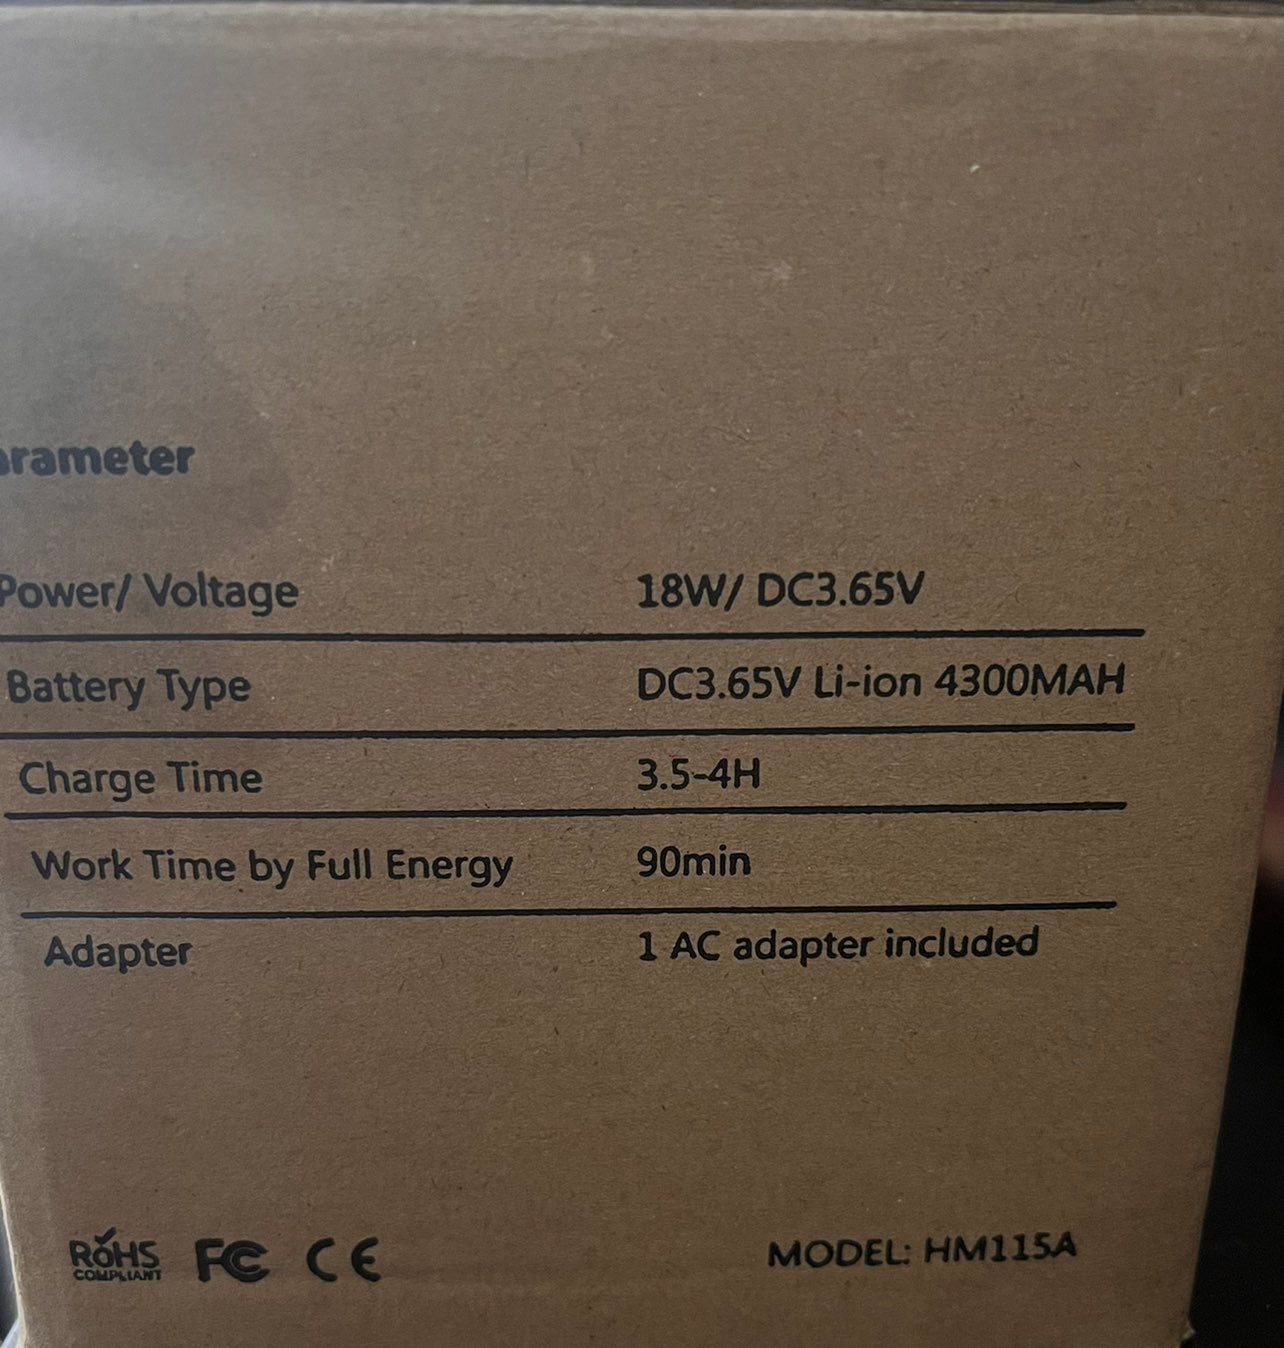 arameter
Power/ Voltage 18W/ DC3.65V
Battery Type DC3.65V Li-ion 4300MAH
Charge Time 3.5-4H
Work Time by Full Energy 90min
Adapter 1 AC adapter included
RoHS FC CE MODEL: HM115A
COMPLIANT